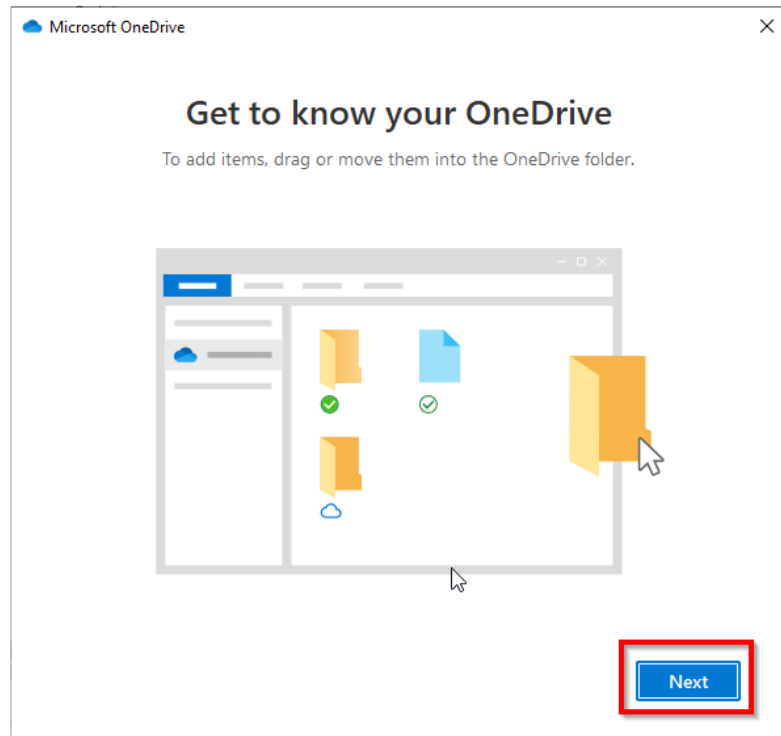 Microsoft OneDrive
Get to know your OneDrive
To add items, drag or move them into the OneDrive folder.
Next